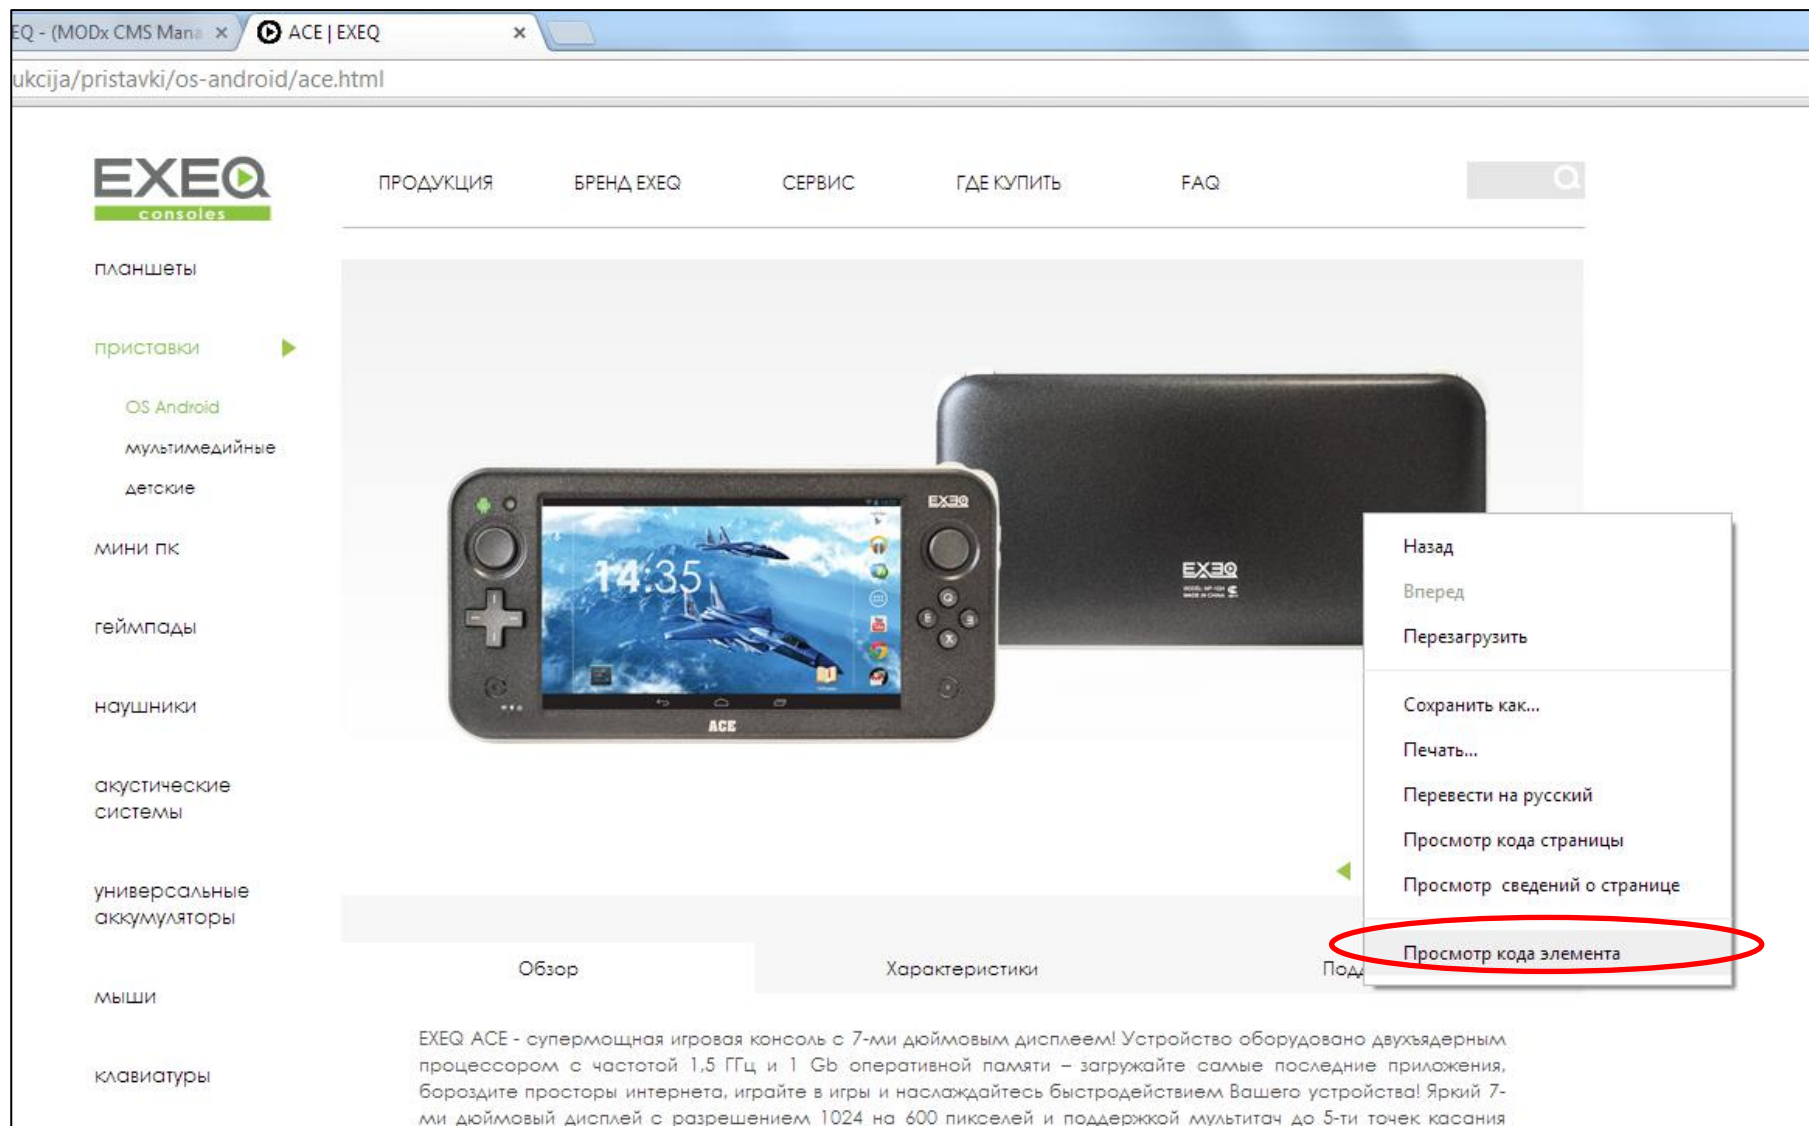 EQ - (MODx CMS Mana
ACE | EXEQ
ukcija/pristavki/os-android/ace.html
EXEQ
consoles
ПРОДУКЦИЯ
БРЕНД EXEQ
СЕРВИС
ГДЕ КУПИТЬ
FAQ
планшеты
приставки
OS Android
мультимедийные
детские
мини пк
геймпады
наушники
акустические
системы
универсальные
аккумуляторы
мыши
клавиатуры
EXEQ
14:35
ACE
EXEQ
Назад
Вперед
Перезагрузить
Сохранить как...
Печать...
Перевести на русский
Просмотр кода страницы
Просмотр сведений о странице
Просмотр кода элемента
Обзор
Характеристики
Подд
EXEQ ACE - супермощная игровая консоль с 7-ми дюймовым дисплеем! Устройство оборудовано двухъядерным
процессором с частотой 1,5 ГГц и 1 Gb оперативной памяти – загружайте самые последние приложения,
бороздите просторы интернета, играйте в игры и наслаждайтесь быстродействием Вашего устройства! Яркий 7-
ми дюймовый дисплей с разрешением 1024 на 600 пикселей и поддержкой мультитач до 5-ти точек касания